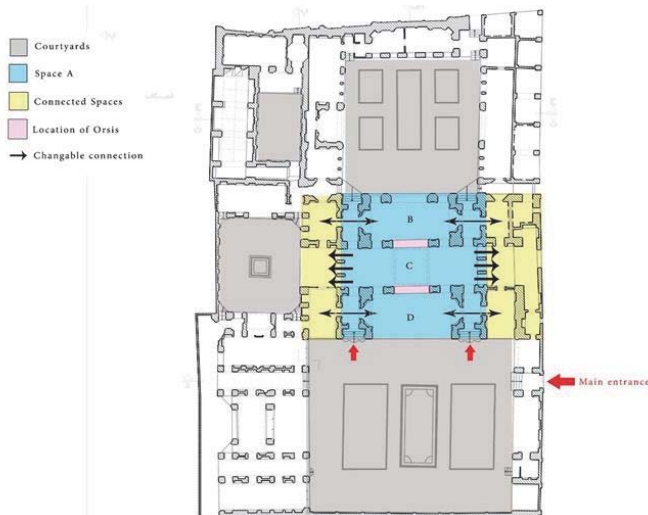 Courtyards
Space A
Connected Spaces
Location of Orsis
Changable connection
B
C
D
Main entrance